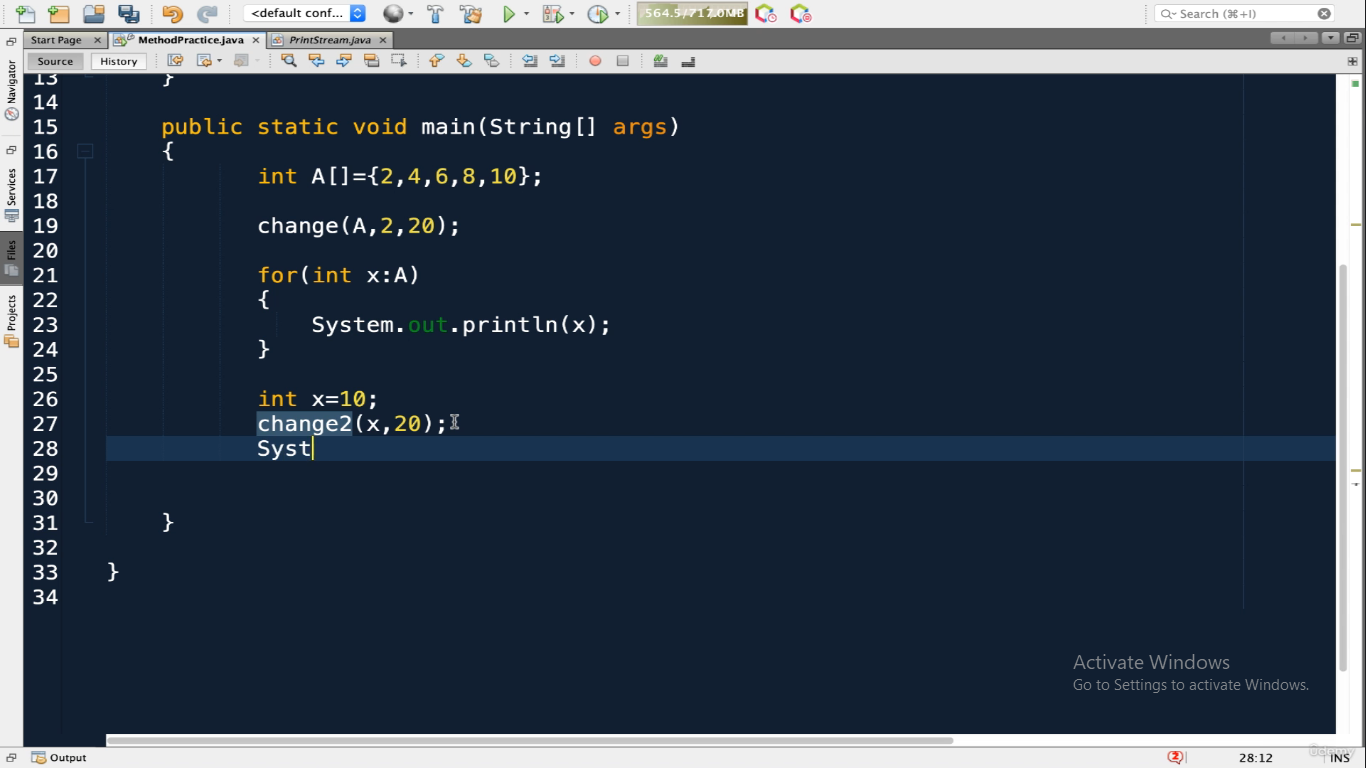 <default conf...
564.5/717.0MB
Search (⌘+I)
Start Page
MethodPractice.java
PrintStream.java
Source
History
Navigator
Services
Files
Projects
13 }
14
15 public static void main(String[] args)
16 {
17 int A[]={2,4,6,8,10};
18
19 change(A,2,20);
20
21 for(int x:A)
22 {
23 System.out.println(x);
24 }
25
26 int x=10;
27 change2(x,20);
28 Syst
29
30
31 }
32
33 }
34
Activate Windows
Go to Settings to activate Windows.
Output
2
28:12
INS
ûdemy